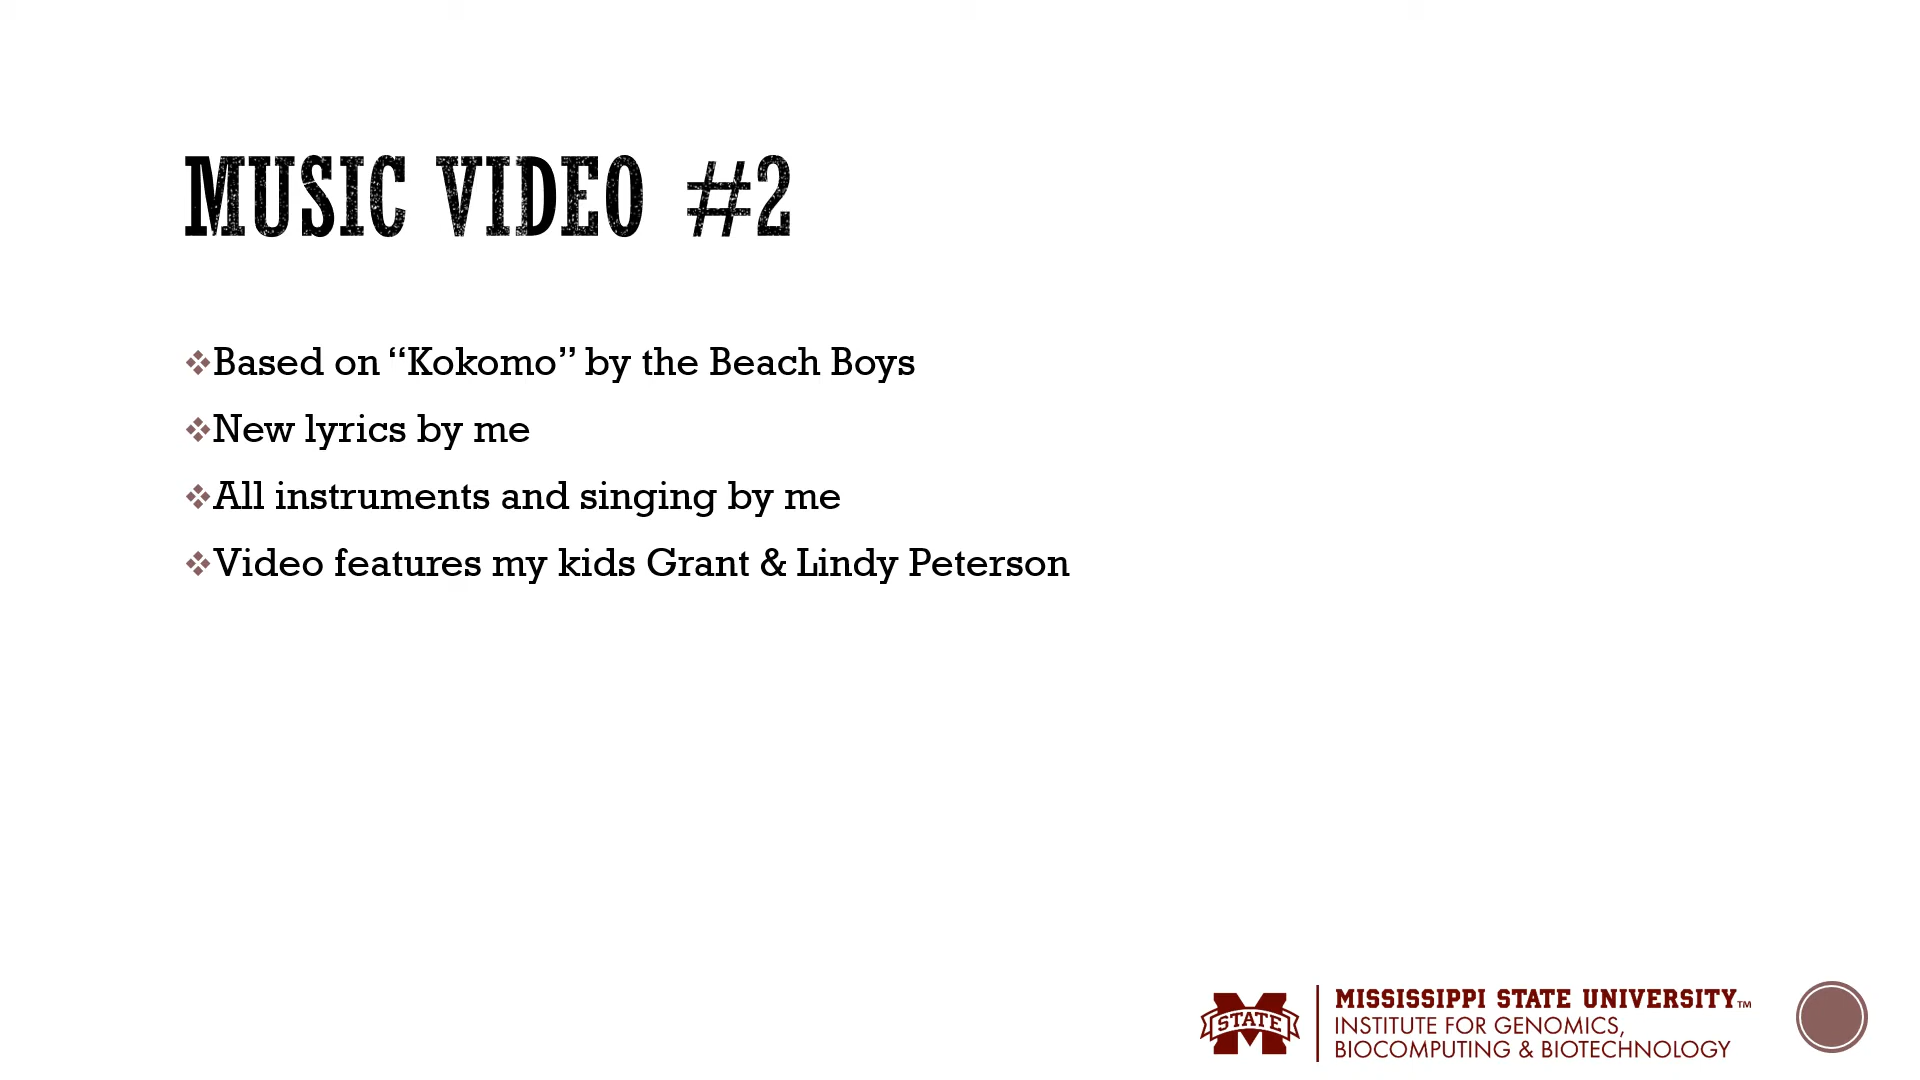 MUSIC VIDEO #2
❖Based on “Kokomo” by the Beach Boys
❖New lyrics by me
❖All instruments and singing by me
❖Video features my kids Grant & Lindy Peterson
STATE
MISSISSIPPI STATE UNIVERSITY™
INSTITUTE FOR GENOMICS,
BIOCOMPUTING & BIOTECHNOLOGY